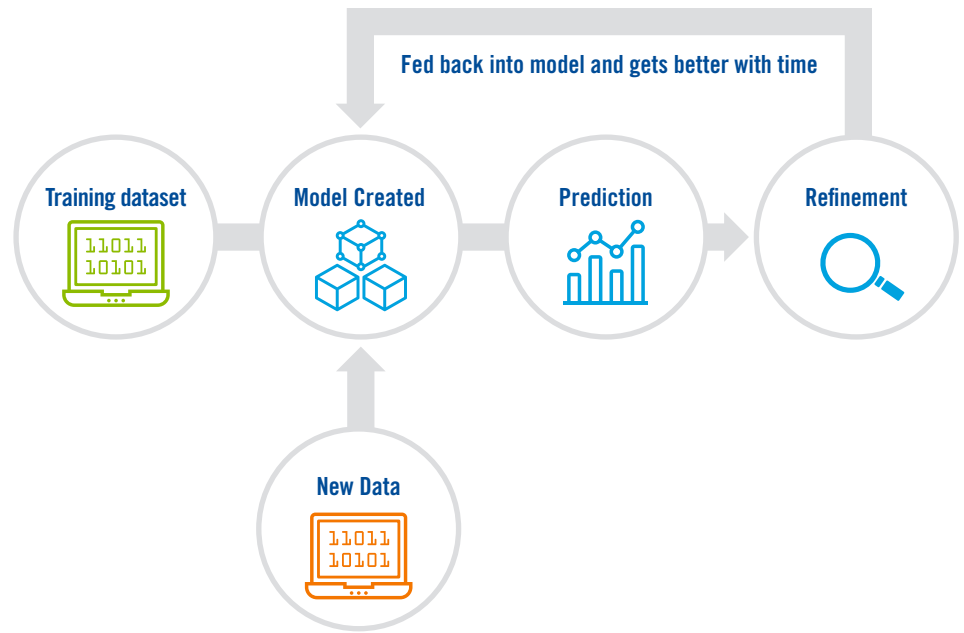 Fed back into model and gets better with time
Training dataset
11011
10101
Model Created
Prediction
Refinement
New Data
11011
10101